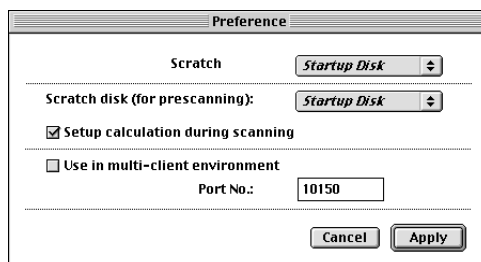 Preference
Scratch Startup Disk
Scratch disk (for prescanning): Startup Disk
Setup calculation during scanning
Use in multi-client environment
Port No.: 10150
Cancel Apply